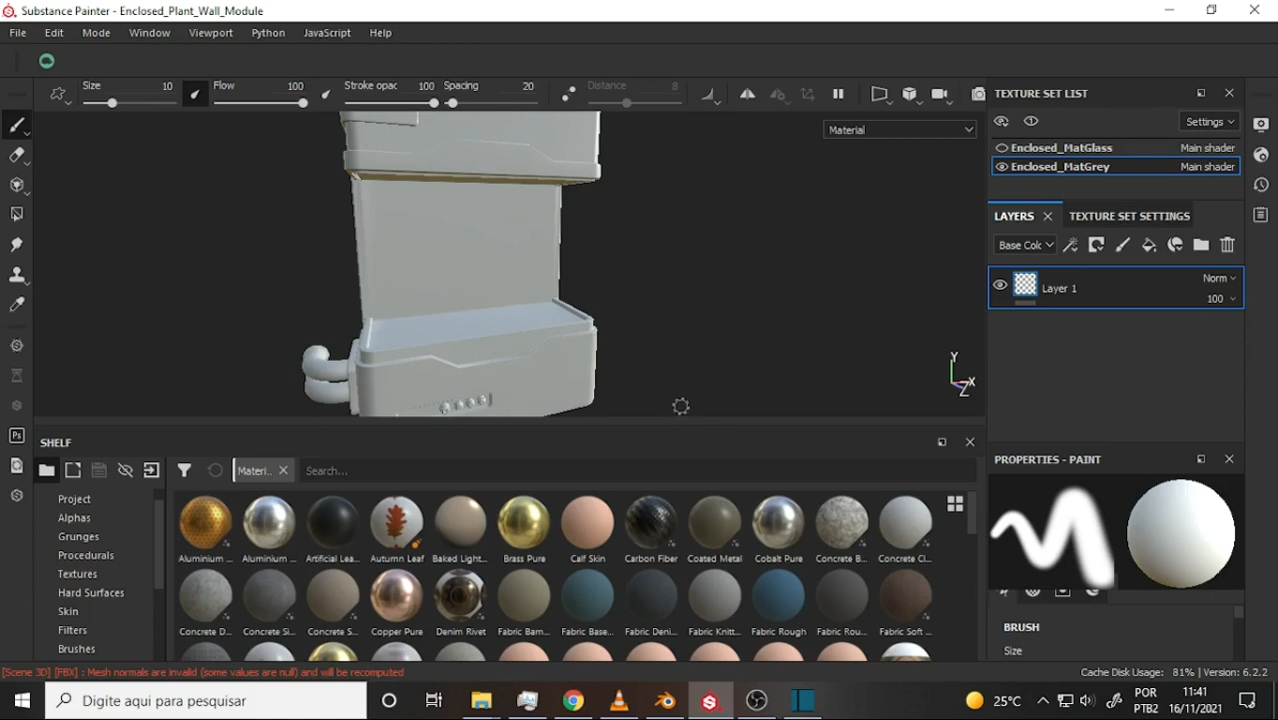 Substance Painter - Enclosed_Plant_Wall_Module
File Edit Mode Window Viewport Python JavaScript Help
Size 10 Flow 100 Stroke opac 100 Spacing 20 Distance 8
Material
TEXTURE SET LIST
Settings
Enclosed_MatGlass Main shader
Enclosed_MatGrey Main shader
LAYERS TEXTURE SET SETTINGS
Base Col
Layer 1 Norm
100
Y
X
Z
SHELF
Ps
Materi.. Search...
Project
Alphas
Grunges
Procedurals
Textures
Hard Surfaces
Skin
Filters
Brushes
Aluminium ... Aluminium ... Artificial Lea... Autumn Leaf Baked Light... Brass Pure Calf Skin Carbon Fiber Coated Metal Cobalt Pure Concrete B... Concrete Cl...
Concrete D... Concrete Si... Concrete S... Copper Pure Denim Rivet Fabric Bam... Fabric Base... Fabric Deni... Fabric Knitt... Fabric Rough Fabric Rou... Fabric Soft ...
PROPERTIES - PAINT
BRUSH
Size
[Scene 3D] [FBX] : Mesh normals are invalid (some values are null) and will be recomputed
Cache Disk Usage: 81% | Version: 6.2.2
Digite aqui para pesquisar
25°C
POR
PTB2
11:41
16/11/2021